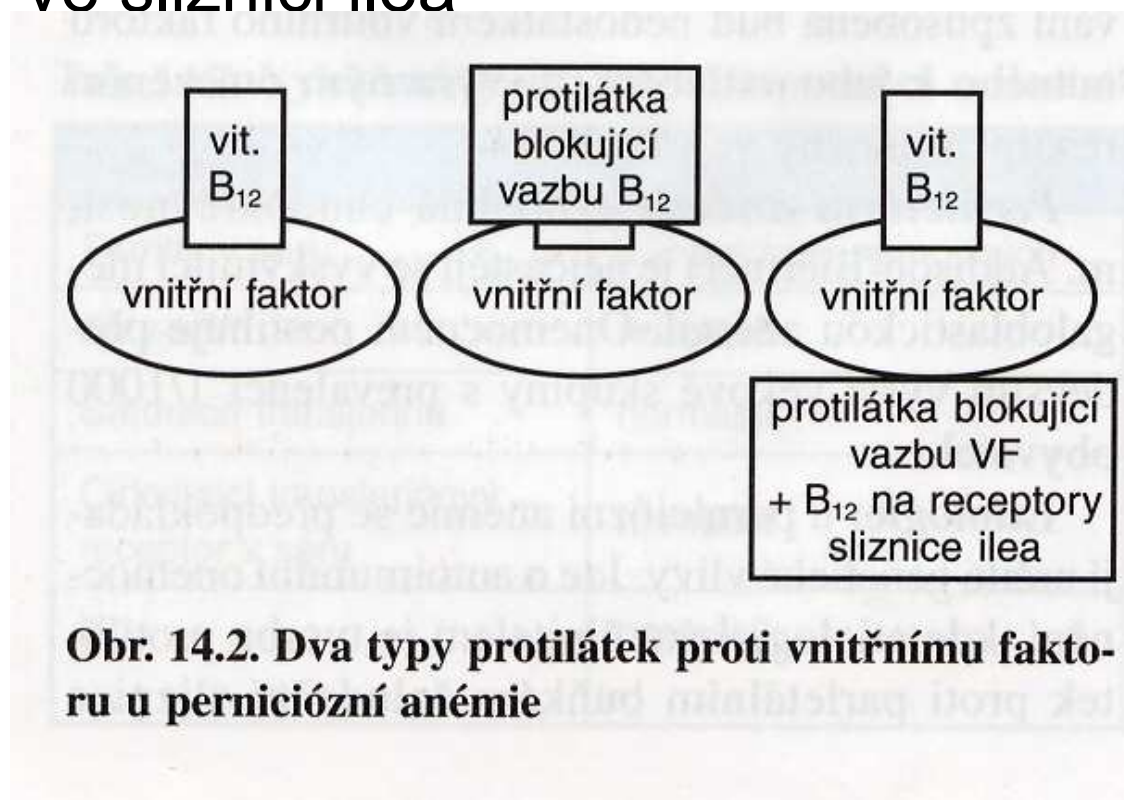 ve sliznici ilea
vit.
B₁₂
vnitřní faktor
protilátka
blokující
vazbu B₁₂
vnitřní faktor
vit.
B₁₂
vnitřní faktor
protilátka blokující
vazbu VF
+ B₁₂ na receptory
sliznice ilea
Obr. 14.2. Dva typy protilátek proti vnitřnímu fakto-
ru u perniciózní anémie